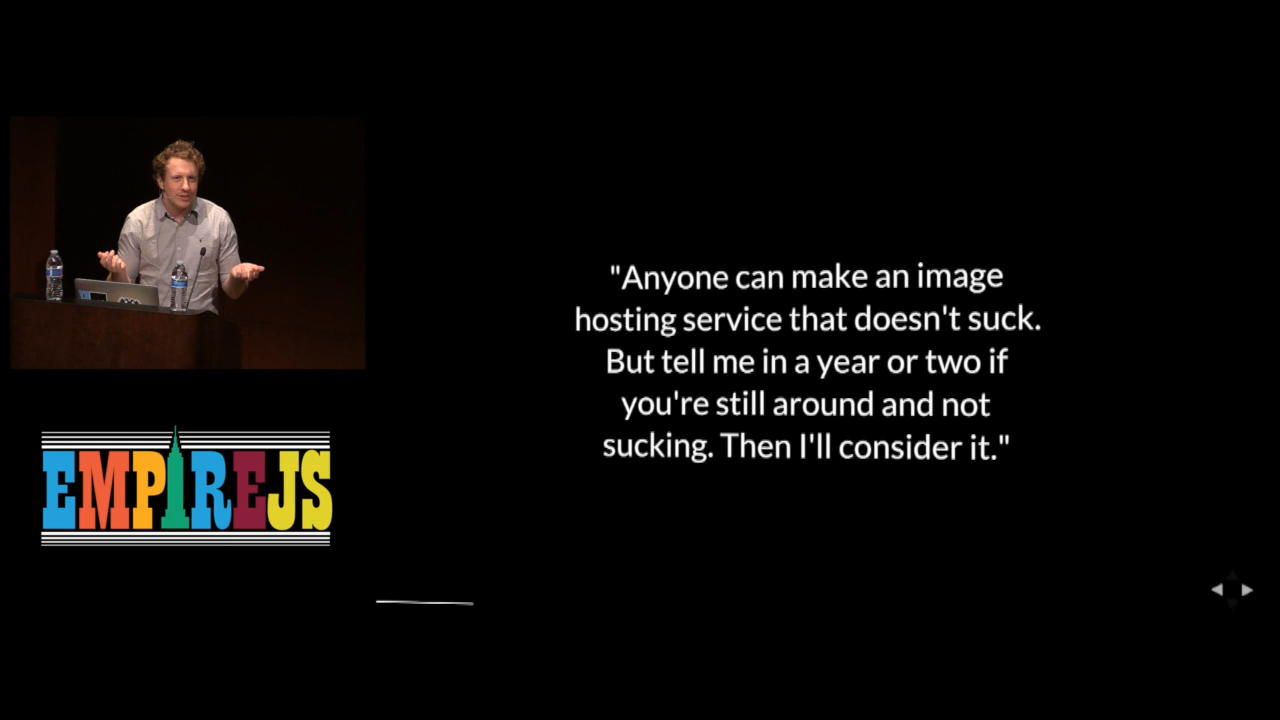 "Anyone can make an image
hosting service that doesn't suck.
But tell me in a year or two if
you're still around and not
sucking. Then I'll consider it."
EMPIREJS